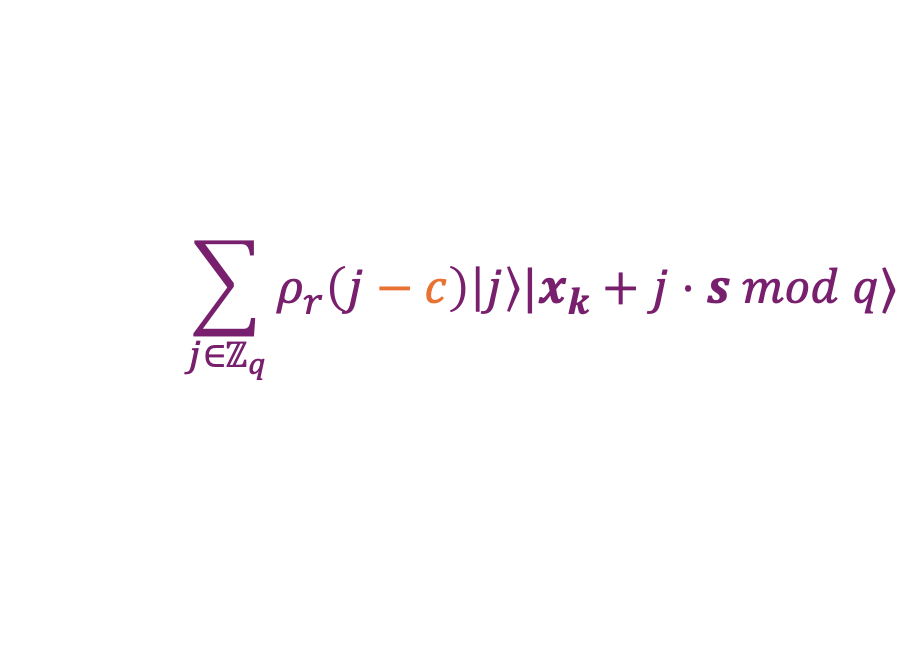 ∑_{j∈ℤ_q} ρ_r(j − c)|j⟩|𝒙_𝒌 + j · 𝒔 mod q⟩